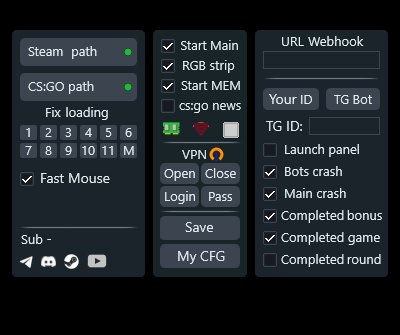 Steam path
CS:GO path
Fix loading
1 2 3 4 5 6
7 8 9 10 11 M
Fast Mouse
Sub -
Start Main
RGB strip
Start MEM
cs:go news
VPN
Open Close
Login Pass
Save
My CFG
URL Webhook
Your ID TG Bot
TG ID:
Launch panel
Bots crash
Main crash
Completed bonus
Completed game
Completed round